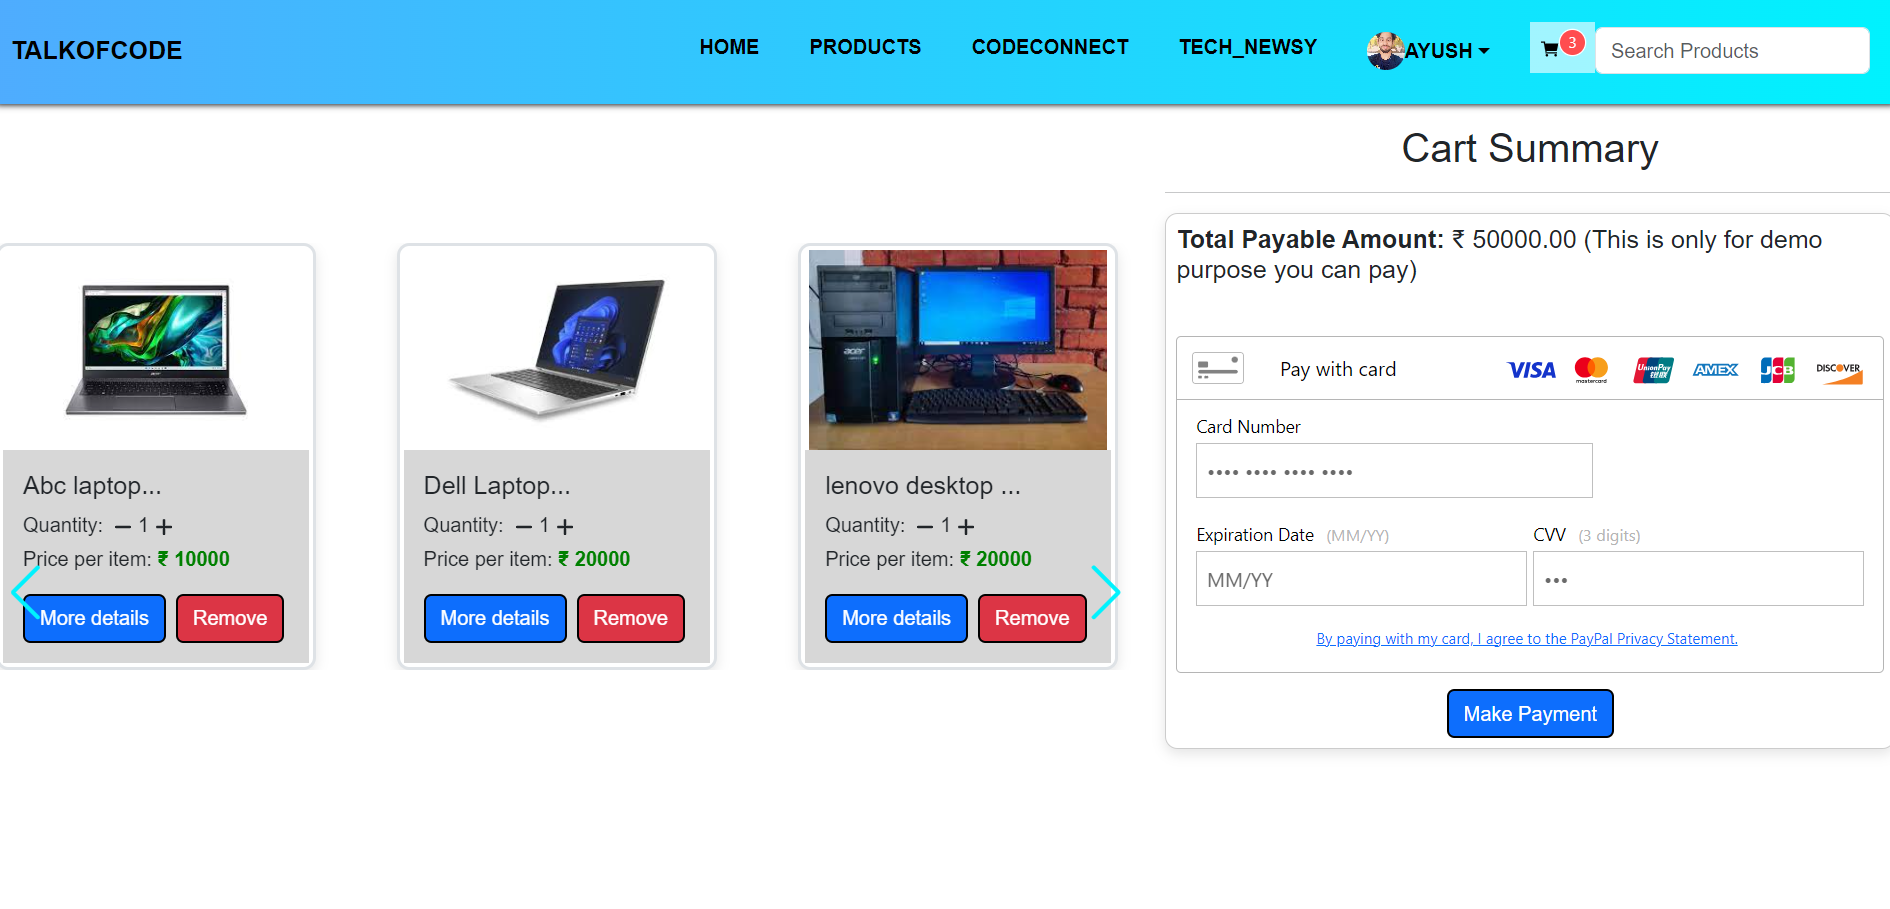 TALKOFCODE
HOME
PRODUCTS
CODECONNECT
TECH_NEWSY
AYUSH
3
Search Products
Abc laptop...
Quantity: 1
Price per item: ₹ 10000
More details
Remove
Dell Laptop...
Quantity: 1
Price per item: ₹ 20000
More details
Remove
acer
lenovo desktop ...
Quantity: 1
Price per item: ₹ 20000
More details
Remove
Cart Summary
Total Payable Amount: ₹ 50000.00 (This is only for demo
purpose you can pay)
Pay with card
VISA
mastercard
UnionPay
银联
AMEX
JCB
DISCOVER
Card Number
•••• •••• •••• ••••
Expiration Date (MM/YY)
MM/YY
CVV (3 digits)
•••
By paying with my card, I agree to the PayPal Privacy Statement.
Make Payment